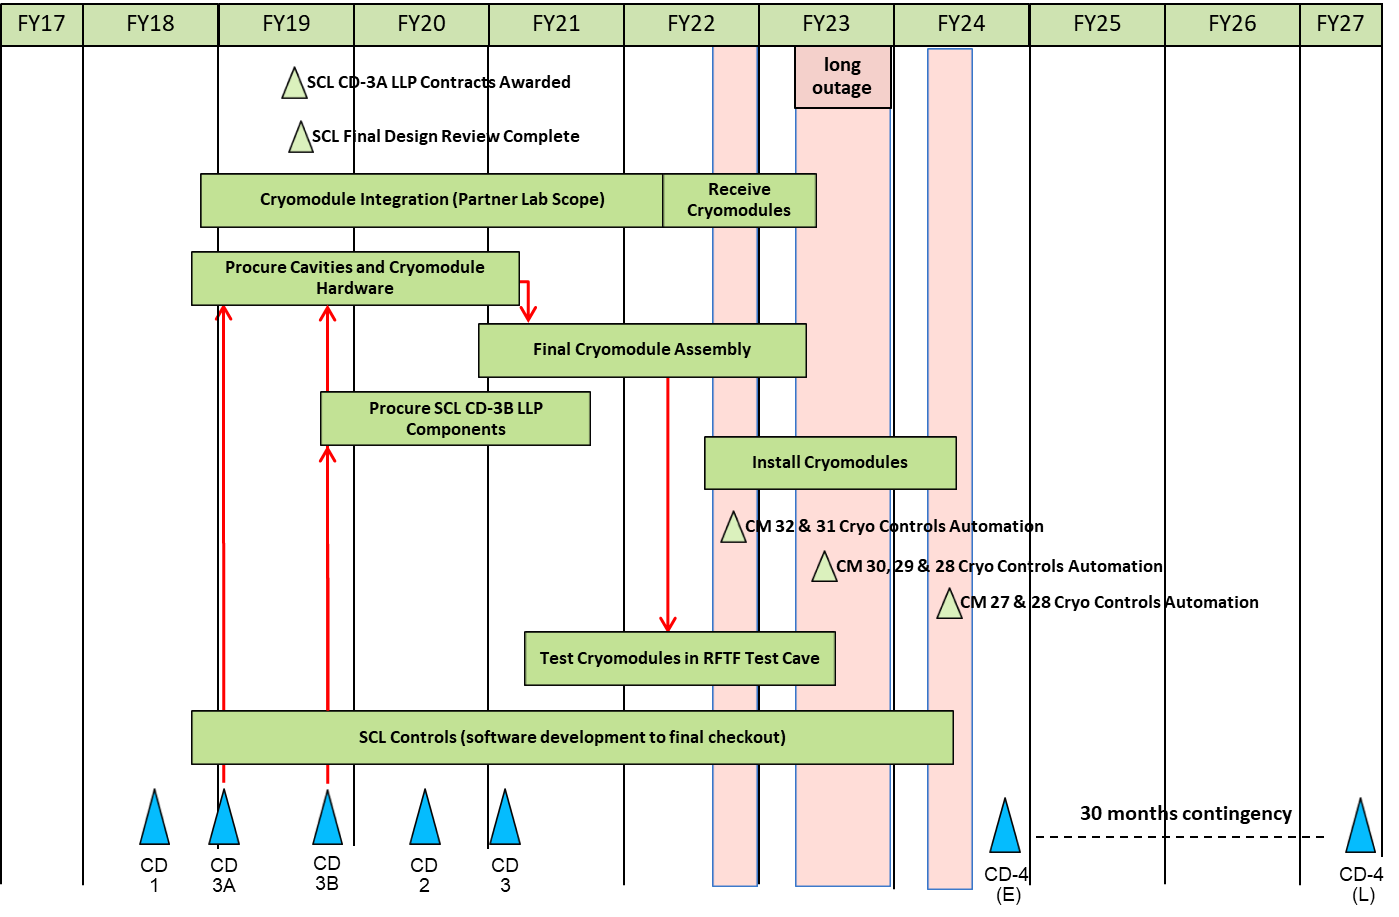 FY17 FY18 FY19 FY20 FY21 FY22 FY23 FY24 FY25 FY26 FY27
long
outage
SCL CD-3A LLP Contracts Awarded
SCL Final Design Review Complete
Cryomodule Integration (Partner Lab Scope)
Receive
Cryomodules
Procure Cavities and Cryomodule
Hardware
Final Cryomodule Assembly
Procure SCL CD-3B LLP
Components
Install Cryomodules
CM 32 & 31 Cryo Controls Automation
CM 30, 29 & 28 Cryo Controls Automation
CM 27 & 28 Cryo Controls Automation
Test Cryomodules in RFTF Test Cave
SCL Controls (software development to final checkout)
30 months contingency
CD
1
CD
3A
CD
3B
CD
2
CD
3
CD-4
(E)
CD-4
(L)